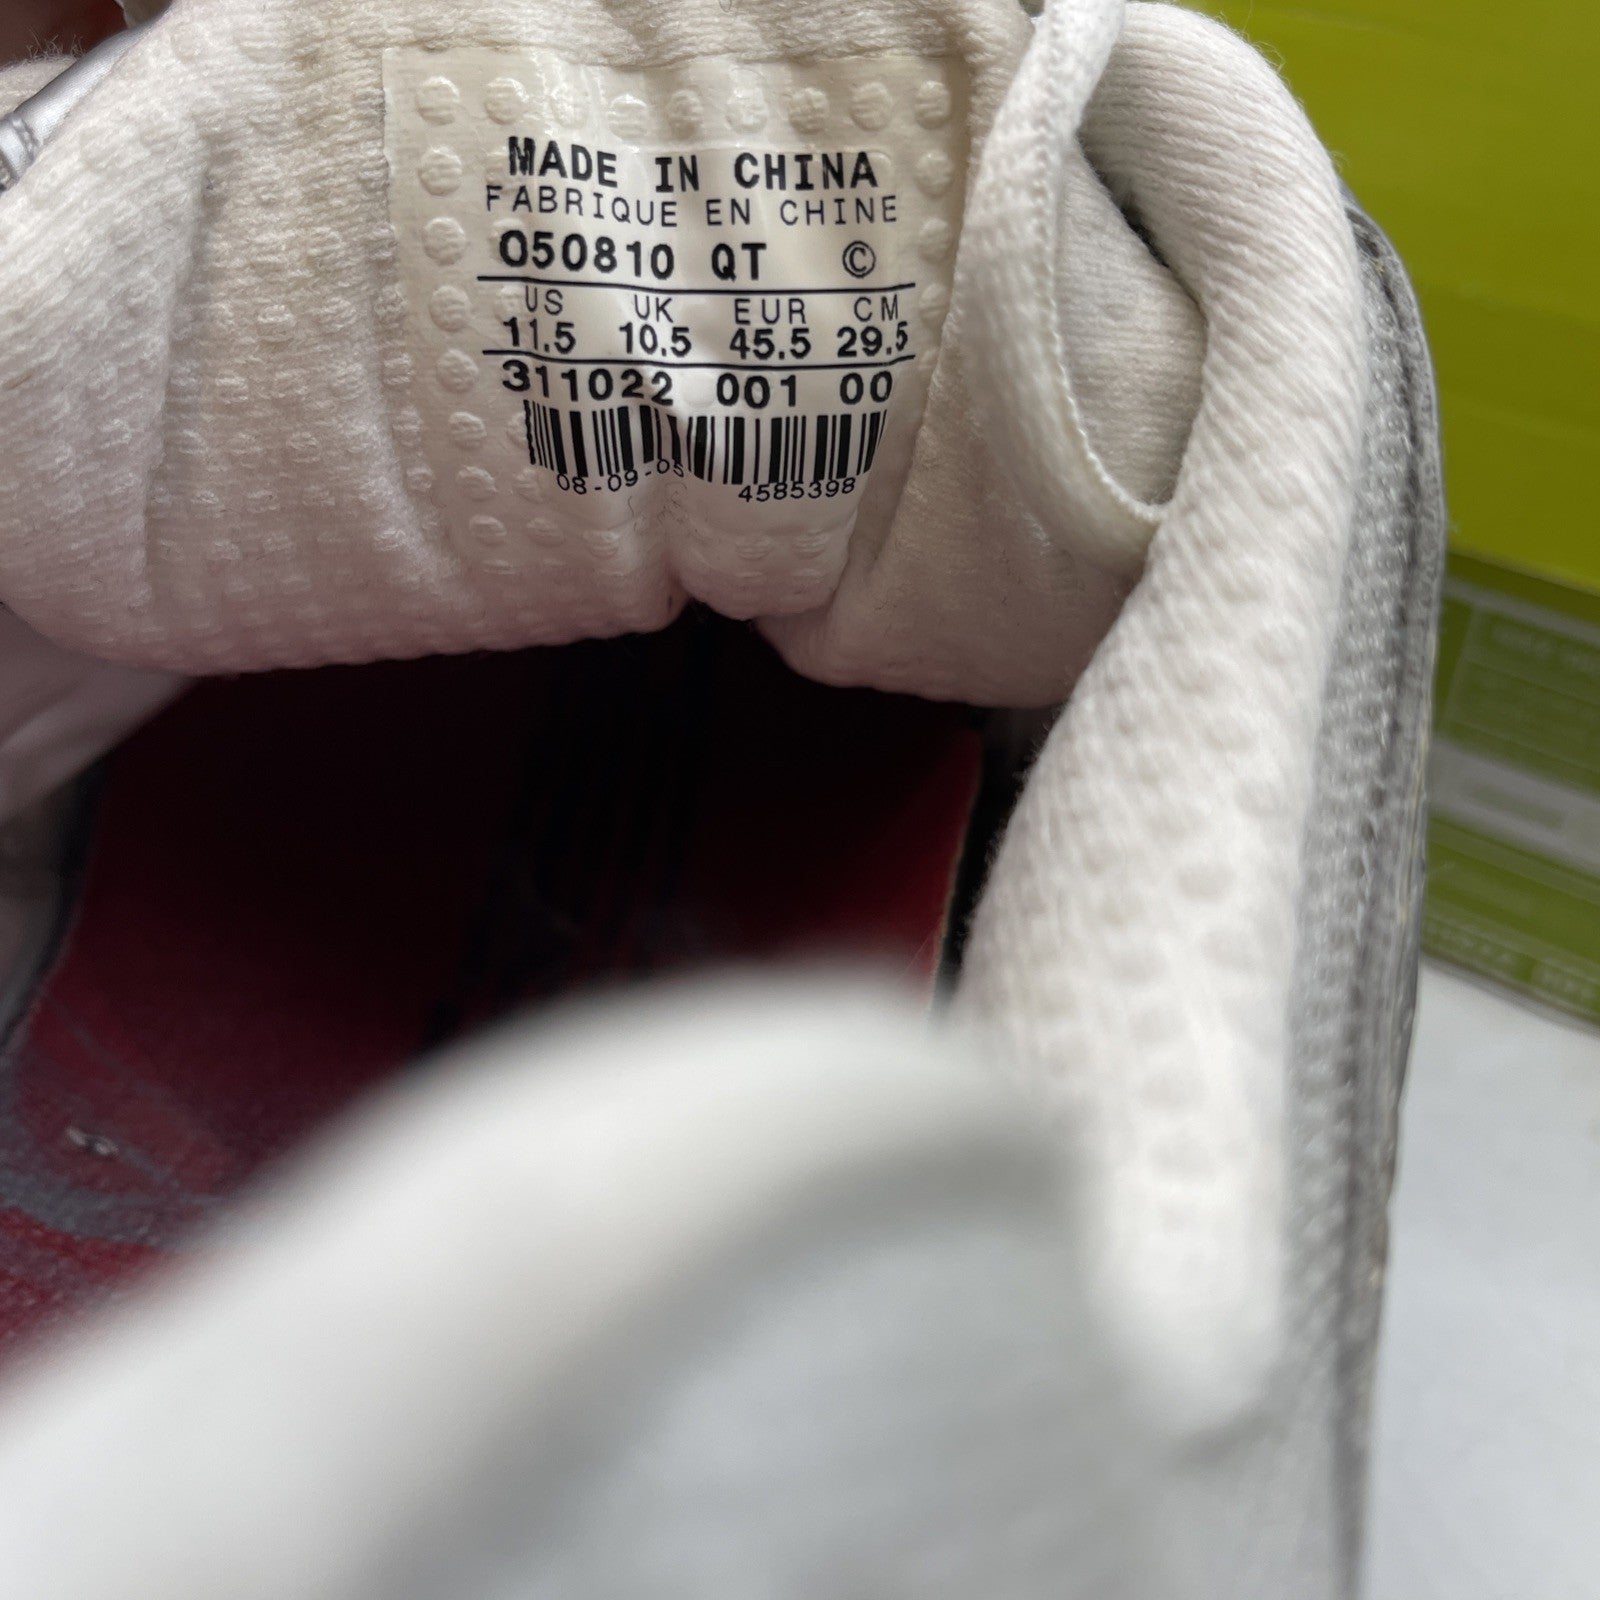 MADE IN CHINA
FABRIQUE EN CHINE
050810 QT ©
US UK EUR CM
11.5 10.5 45.5 29.5
311022 001 00
08-09-05 4585398